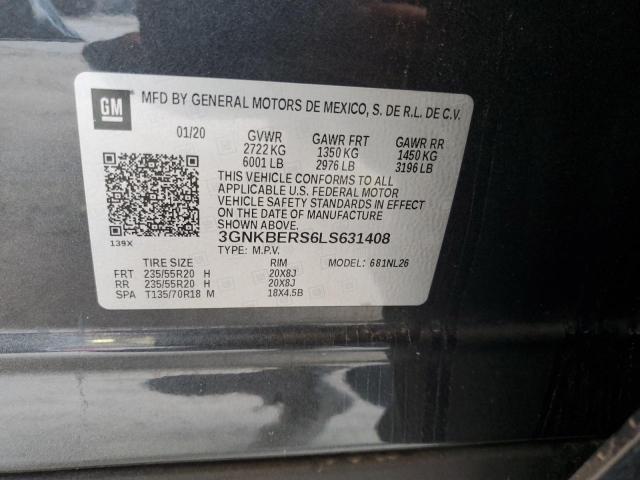 GM
MFD BY GENERAL MOTORS DE MEXICO, S. DE R.L. DE C.V.
01/20 GVWR GAWR FRT GAWR RR
2722 KG 1350 KG 1450 KG
6001 LB 2976 LB 3196 LB
THIS VEHICLE CONFORMS TO ALL
APPLICABLE U.S. FEDERAL MOTOR
VEHICLE SAFETY STANDARDS IN EFFECT
ON THE DATE OF MANUFACTURE
SHOWN ABOVE.
139X 3GNKBERS6LS631408
TYPE: M.P.V.
TIRE SIZE RIM MODEL: 681NL26
FRT 235/55R20 H 20X8J
RR 235/55R20 H 20X8J
SPA T135/70R18 M 18X4.5B